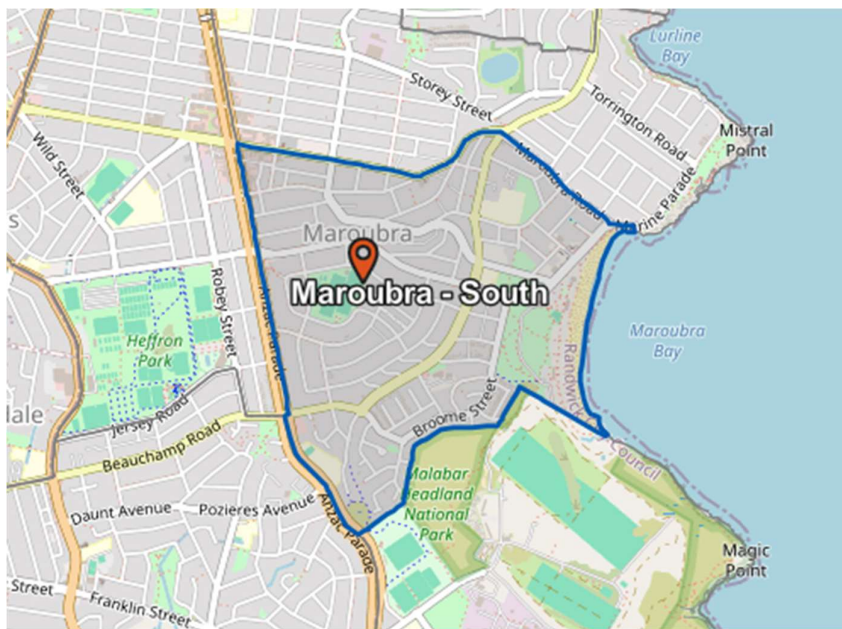 Lurline
Bay
Storey Street
Torrington Road
Mistral
Point
Wild Street
Maroubra Road
Marine Parade
s
Maroubra
Maroubra - South
Anzac Parade
Robey Street
Heffron
Park
Maroubra
Bay
Randwick
Council
dale
Jersey Road
Broome Street
Beauchamp Road
Malabar
Headland
National
Park
Daunt Avenue
Pozieres Avenue
Anzac Parade
Magic
Point
Street
Franklin Street